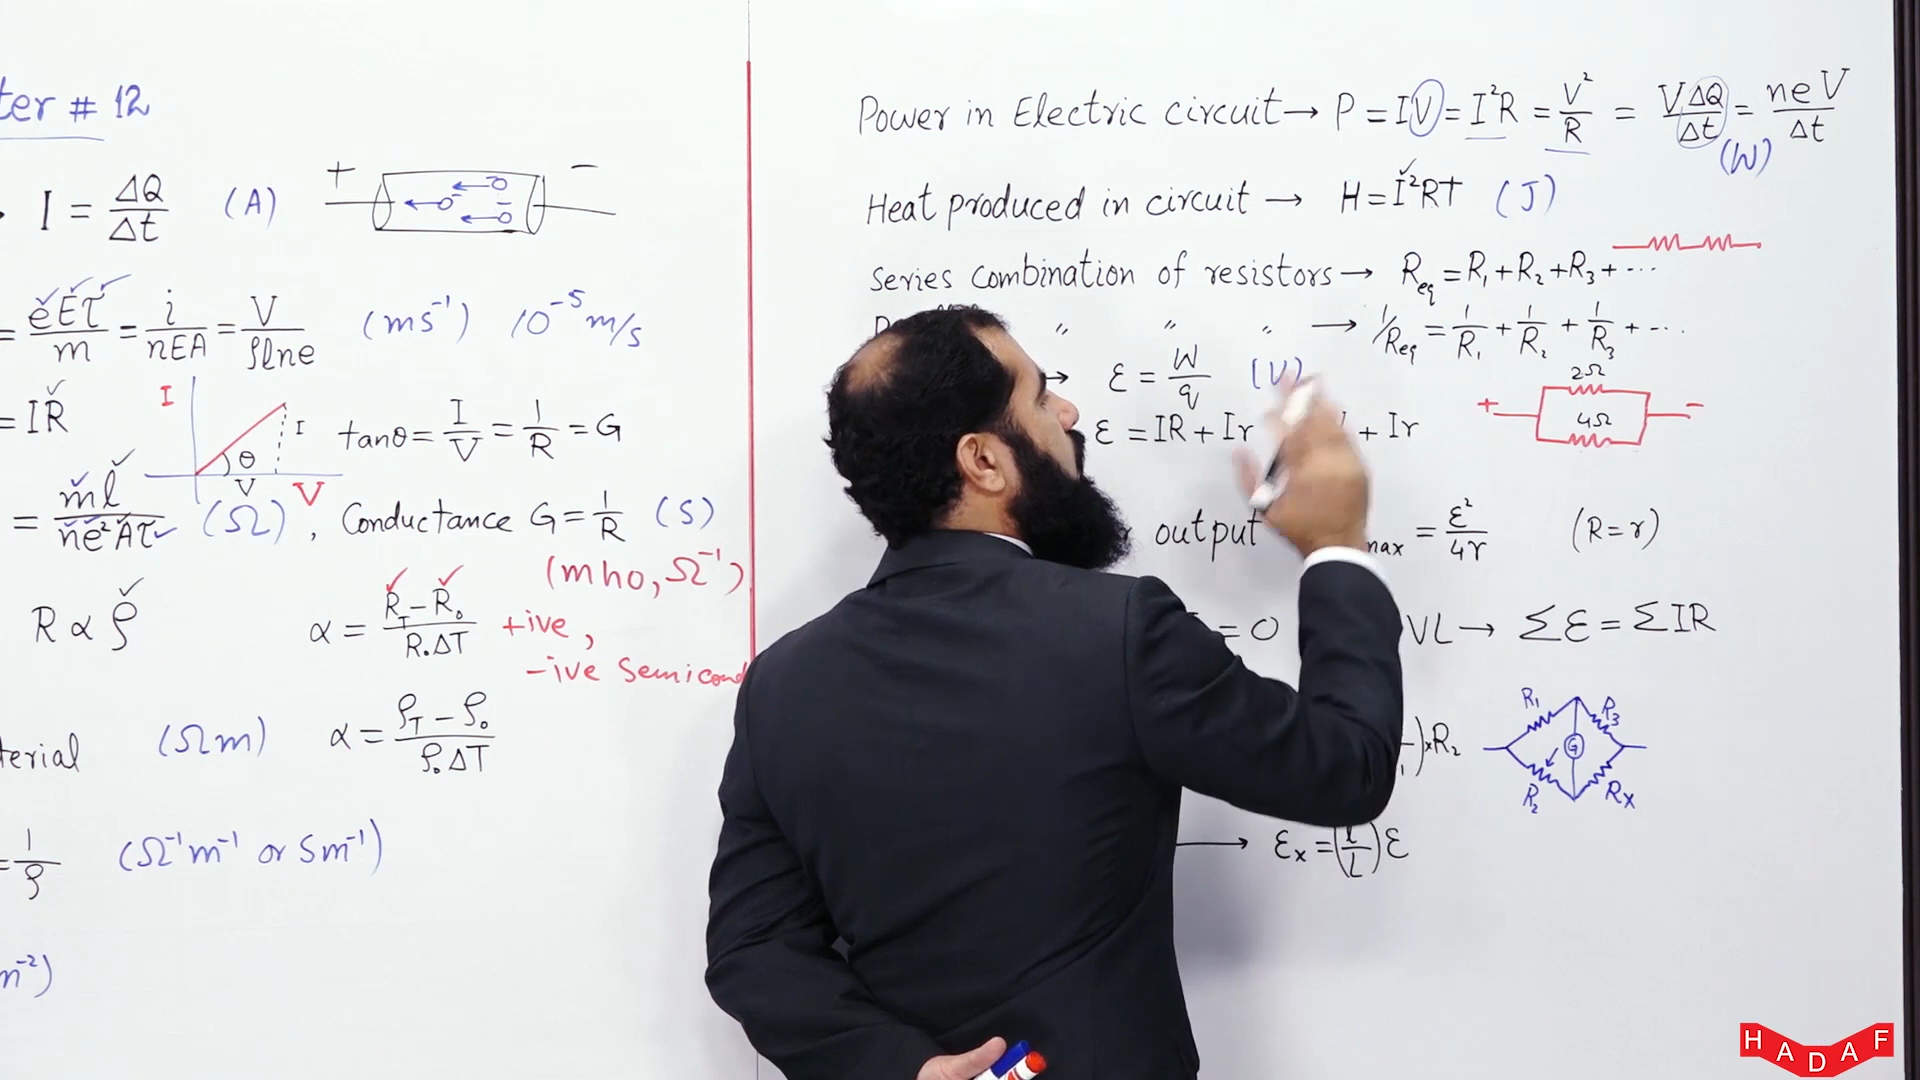 ter # 12
I = ΔQ/Δt (A) + −
= eEτ/m = i/nEA = V/ρlne (ms⁻¹) 10⁻⁵ m/s
= IR
I I θ V V
tanθ = I/V = 1/R = G
= ml/ne²Aτ (Ω), Conductance G = 1/R (S)
(mho, Ω⁻¹)
R ∝ ρ α = (R_T − R₀)/R₀ΔT +ive,
-ive Semicond
terial (Ωm) α = (ρ_T − ρ₀)/ρ₀ΔT
= 1/ρ (Ω⁻¹m⁻¹ or Sm⁻¹)
m⁻²)
Power in Electric circuit → P = IV = I²R = V²/R = VΔQ/Δt = neV/Δt
(W)
Heat produced in circuit → H = I²Rt (J)
Series combination of resistors → R_eq = R₁ + R₂ + R₃ + ...
" " " → 1/R_eq = 1/R₁ + 1/R₂ + 1/R₃ + ...
→ ε = W/q (V)
2Ω
+ 4Ω −
ε = IR + Ir + Ir
output max = ε²/4r (R = r)
= 0 VL → Σε = ΣIR
)×R₂
R₁ R₃ G R₂ Rx
→ εx = (l/L)ε
H A D A F